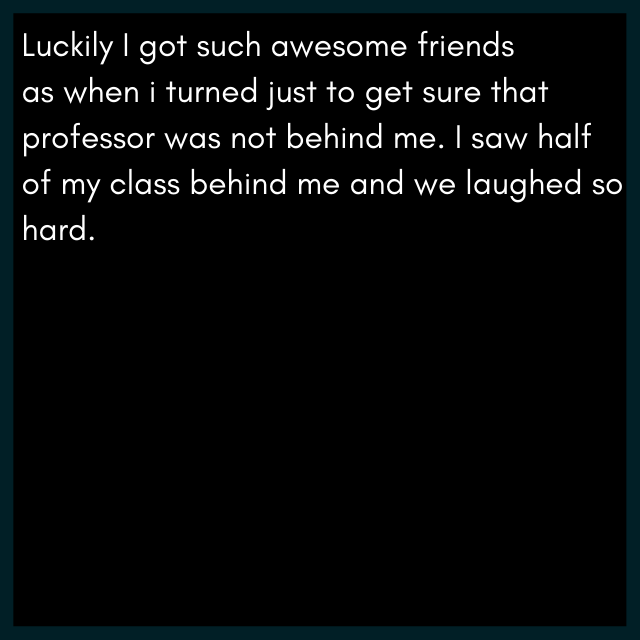 Luckily I got such awesome friends
as when i turned just to get sure that
professor was not behind me. I saw half
of my class behind me and we laughed so
hard.